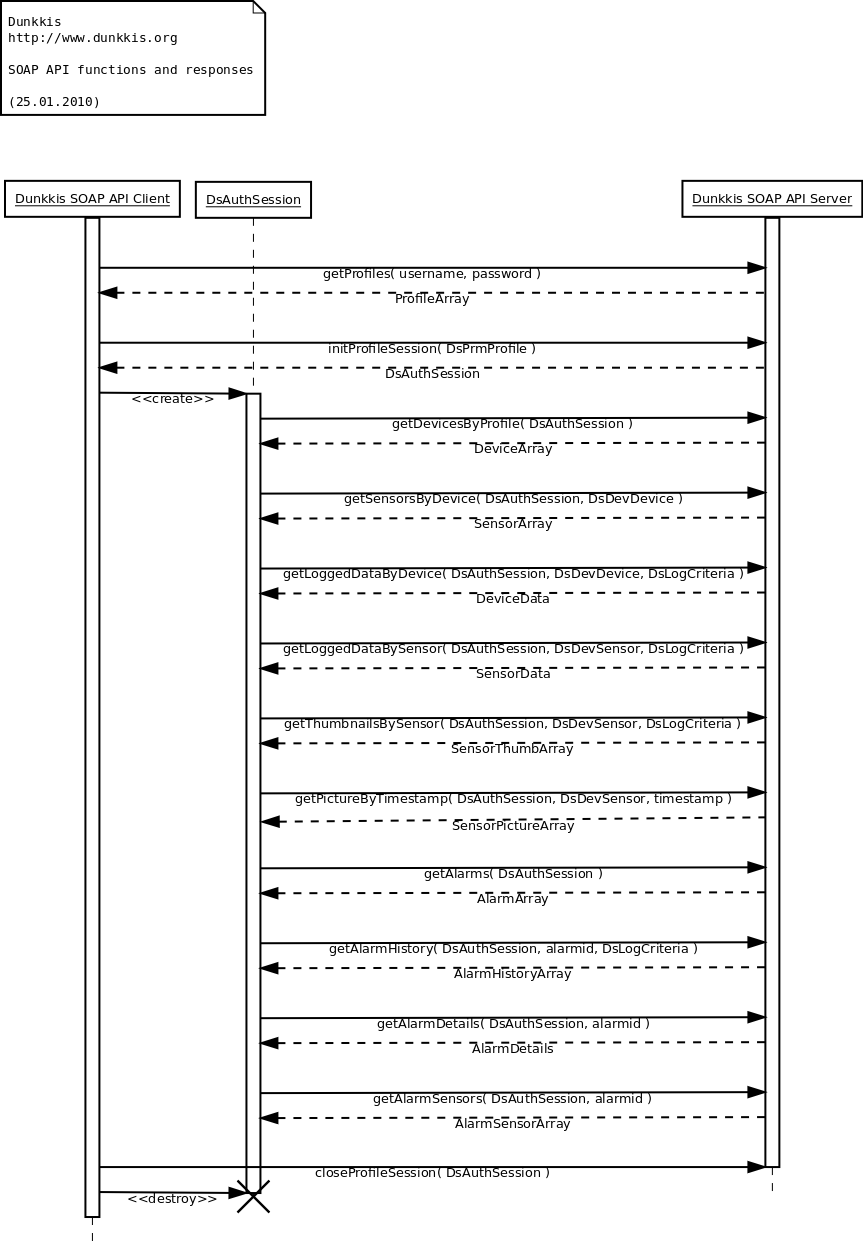 Dunkkis
http://www.dunkkis.org
SOAP API functions and responses
(25.01.2010)
Dunkkis SOAP API Client
DsAuthSession
Dunkkis SOAP API Server
getProfiles( username, password )
ProfileArray
initProfileSession( DsPrmProfile )
DsAuthSession
<<create>>
getDevicesByProfile( DsAuthSession )
DeviceArray
getSensorsByDevice( DsAuthSession, DsDevDevice )
SensorArray
getLoggedDataByDevice( DsAuthSession, DsDevDevice, DsLogCriteria )
DeviceData
getLoggedDataBySensor( DsAuthSession, DsDevSensor, DsLogCriteria )
SensorData
getThumbnailsBySensor( DsAuthSession, DsDevSensor, DsLogCriteria )
SensorThumbArray
getPictureByTimestamp( DsAuthSession, DsDevSensor, timestamp )
SensorPictureArray
getAlarms( DsAuthSession )
AlarmArray
getAlarmHistory( DsAuthSession, alarmid, DsLogCriteria )
AlarmHistoryArray
getAlarmDetails( DsAuthSession, alarmid )
AlarmDetails
getAlarmSensors( DsAuthSession, alarmid )
AlarmSensorArray
closeProfileSession( DsAuthSession )
<<destroy>>